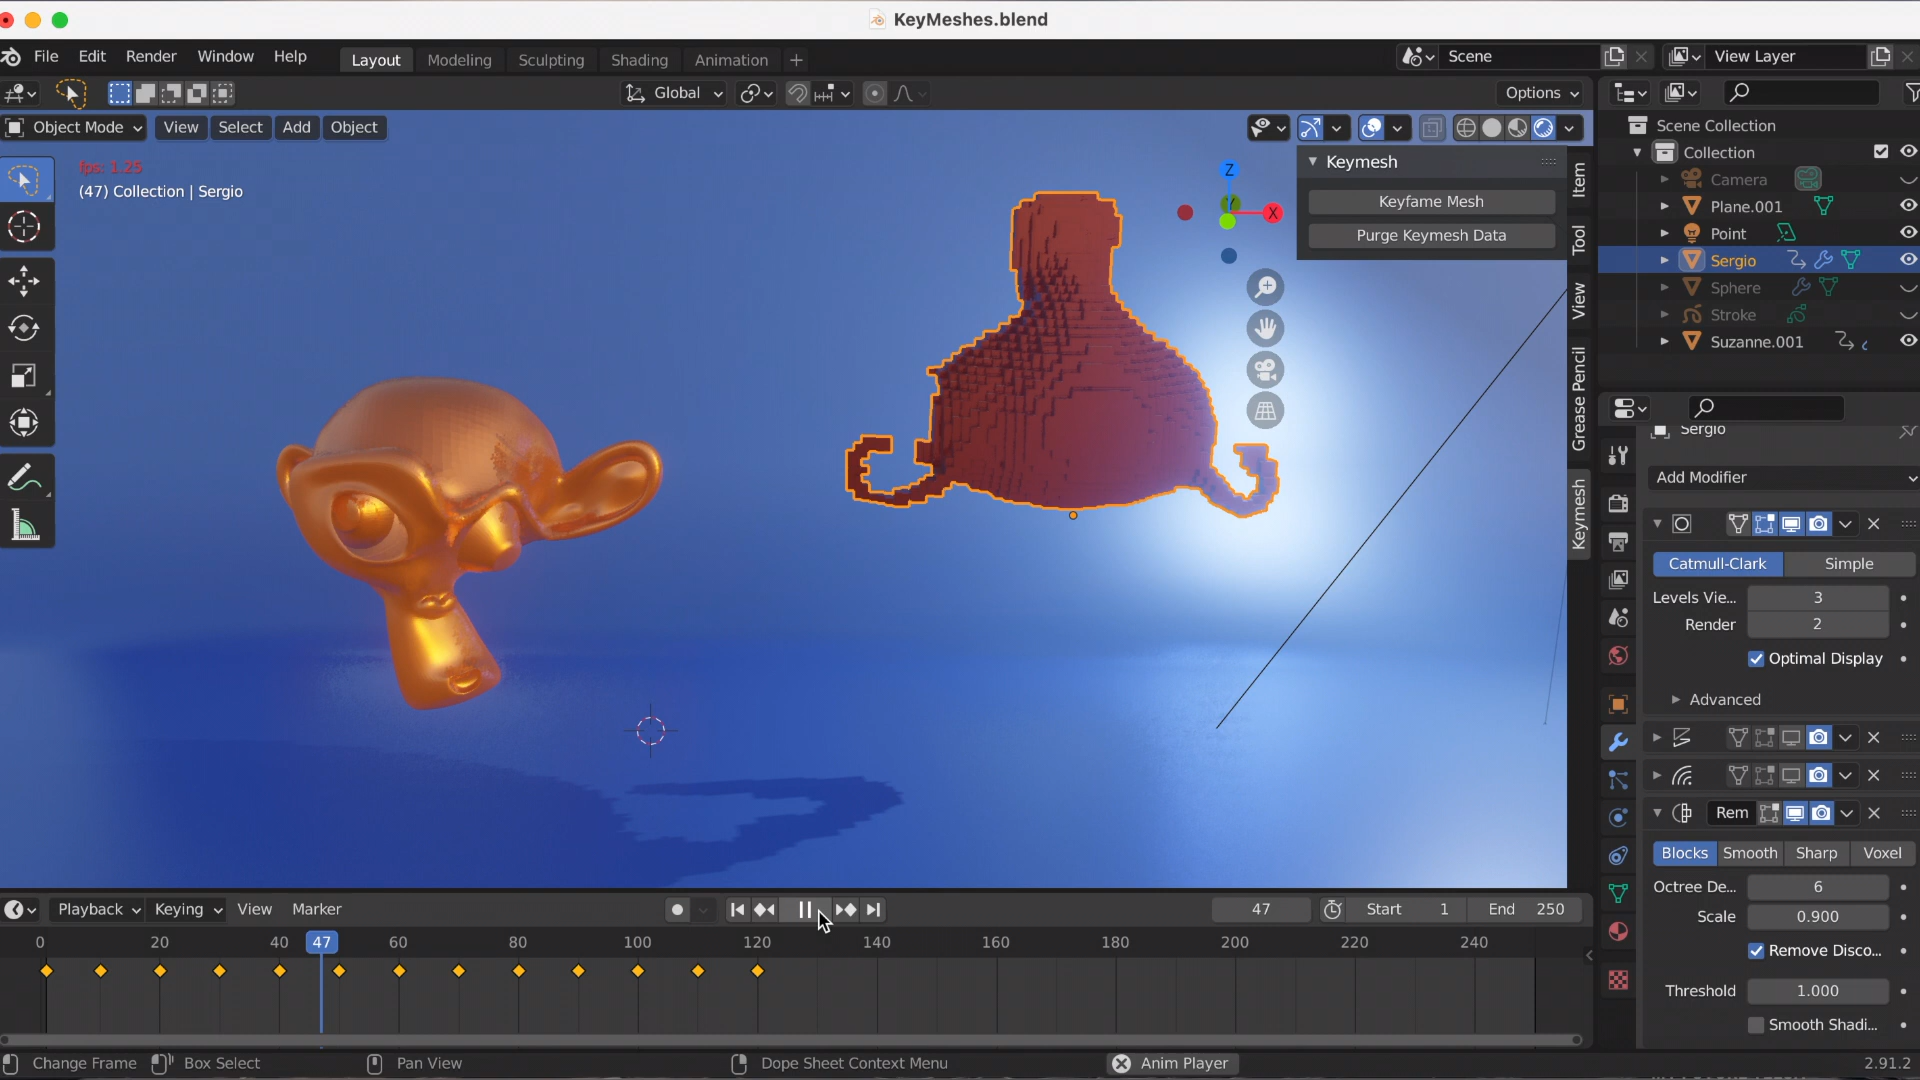 KeyMeshes.blend
File Edit Render Window Help Layout Modeling Sculpting Shading Animation + Scene View Layer
Global Options
Object Mode View Select Add Object
fps: 1.25
(47) Collection | Sergio
Z
Y
X
Keymesh
Keyfame Mesh
Purge Keymesh Data
Item
Tool
View
Grease Pencil
Keymesh
Scene Collection
Collection
Camera
Plane.001
Point
Sergio
Sphere
Stroke
Suzanne.001
Sergio
Add Modifier
Catmull-Clark Simple
Levels Vie... 3
Render 2
Optimal Display
Advanced
Rem
Blocks Smooth Sharp Voxel
Octree De... 6
Scale 0.900
Remove Disco...
Threshold 1.000
Smooth Shadi...
Playback Keying View Marker 47 Start 1 End 250
0 20 40 47 60 80 100 120 140 160 180 200 220 240
Change Frame Box Select Pan View Dope Sheet Context Menu Anim Player 2.91.2